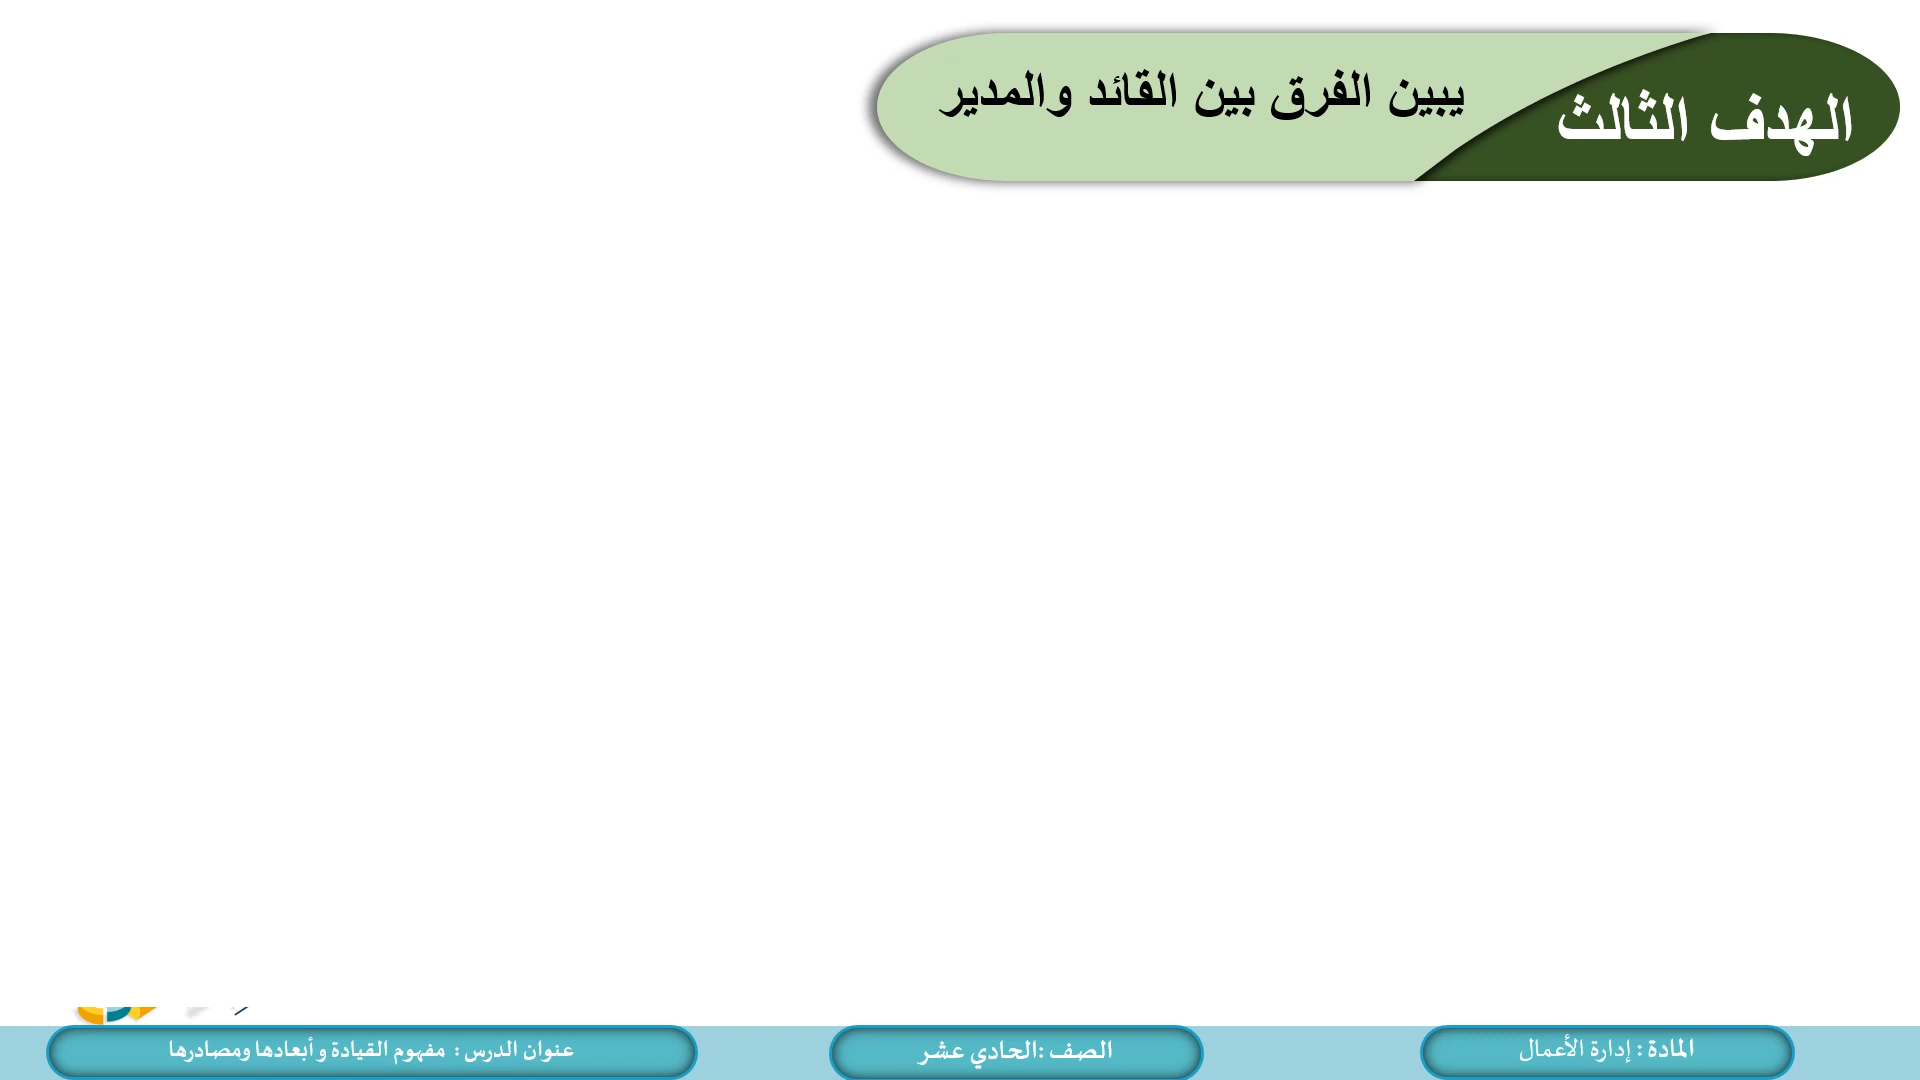 الهدف الثالث
يبين الفرق بين القائد والمدير
المادة : إدارة الأعمال
الصف :الحادي عشر
عنوان الدرس : مفهوم القيادة و أبعادها ومصادرها